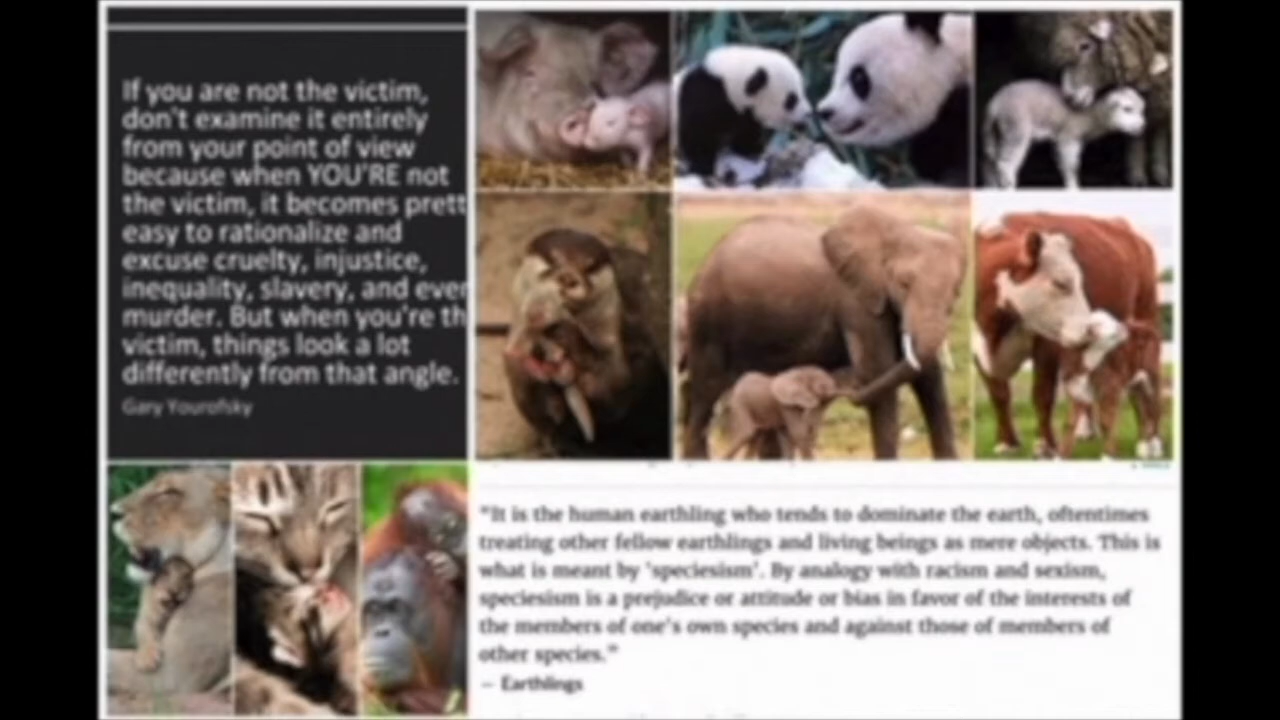 If you are not the victim,
don't examine it entirely
from your point of view
because when YOU'RE not
the victim, it becomes prett
easy to rationalize and
excuse cruelty, injustice,
inequality, slavery, and ever
murder. But when you're th
victim, things look a lot
differently from that angle.
Gary Yourofsky
"It is the human earthling who tends to dominate the earth, oftentimes
treating other fellow earthlings and living beings as mere objects. This is
what is meant by 'speciesism'. By analogy with racism and sexism,
speciesism is a prejudice or attitude or bias in favor of the interests of
the members of one's own species and against those of members of
other species."
— Earthlings